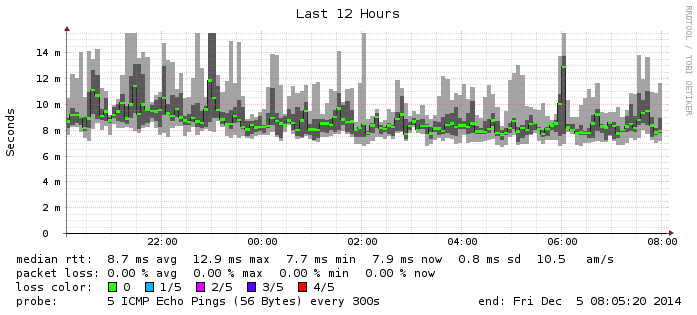 Last 12 Hours
RRDTOOL / TOBI OETIKER
Seconds
14 m
12 m
10 m
8 m
6 m
4 m
2 m
0
22:00 00:00 02:00 04:00 06:00 08:00
median rtt: 8.7 ms avg 12.9 ms max 7.7 ms min 7.9 ms now 0.8 ms sd 10.5 am/s
packet loss: 0.00 % avg 0.00 % max 0.00 % min 0.00 % now
loss color: 0 1/5 2/5 3/5 4/5
probe: 5 ICMP Echo Pings (56 Bytes) every 300s end: Fri Dec 5 08:05:20 2014